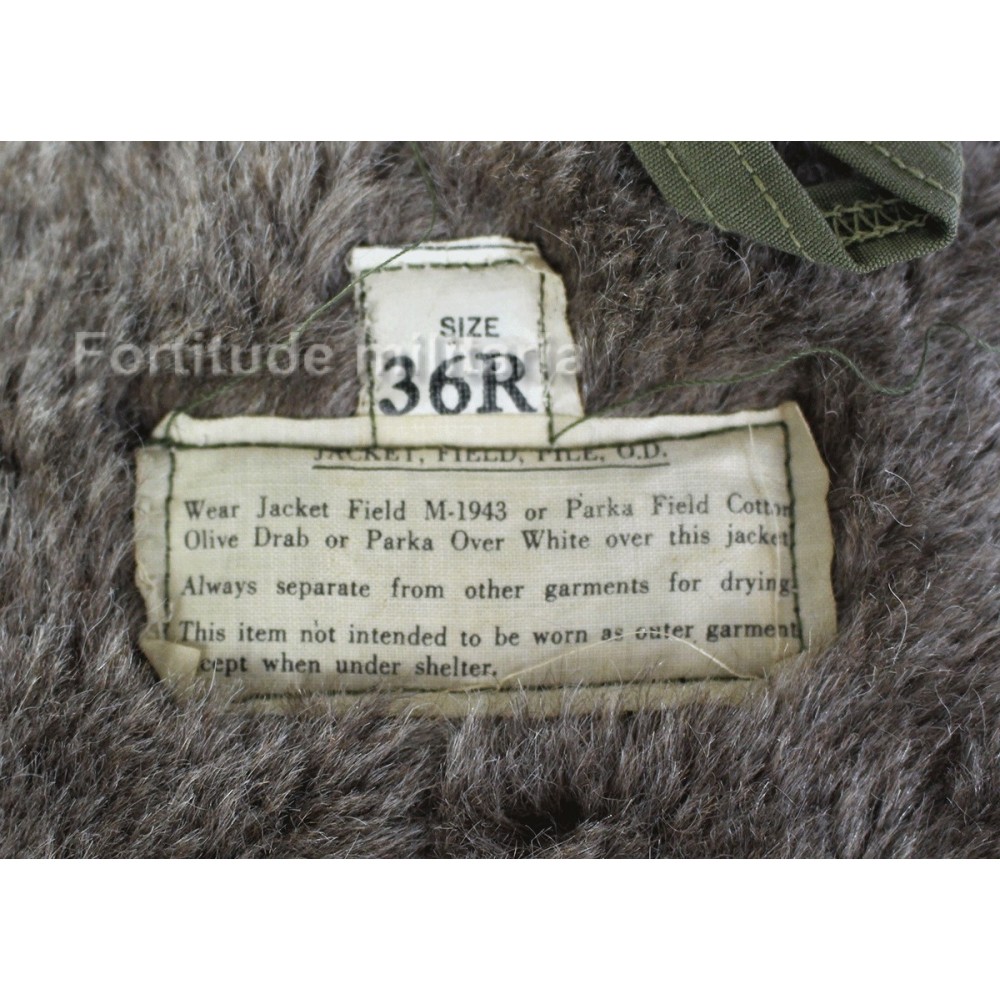 SIZE
Fortitude militaria
36R
JACKET, FIELD, PILE, O.D.
Wear Jacket Field M-1943 or Parka Field Cotton
Olive Drab or Parka Over White over this jacket
Always separate from other garments for drying.
This item not intended to be worn as outer garment
cept when under shelter.